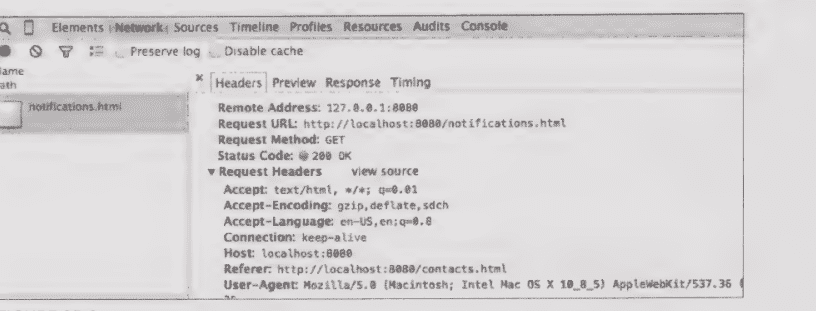 Elements Network Sources Timeline Profiles Resources Audits Console
Preserve log Disable cache
Name
Path
Headers Preview Response Timing
notifications.html
Remote Address: 127.0.0.1:8080
Request URL: http://localhost:8080/notifications.html
Request Method: GET
Status Code: 200 OK
Request Headers view source
Accept: text/html, */*; q=0.01
Accept-Encoding: gzip,deflate,sdch
Accept-Language: en-US,en;q=0.8
Connection: keep-alive
Host: localhost:8080
Referer: http://localhost:8080/contacts.html
User-Agent: Mozilla/5.0 (Macintosh; Intel Mac OS X 10_8_5) AppleWebKit/537.36 (